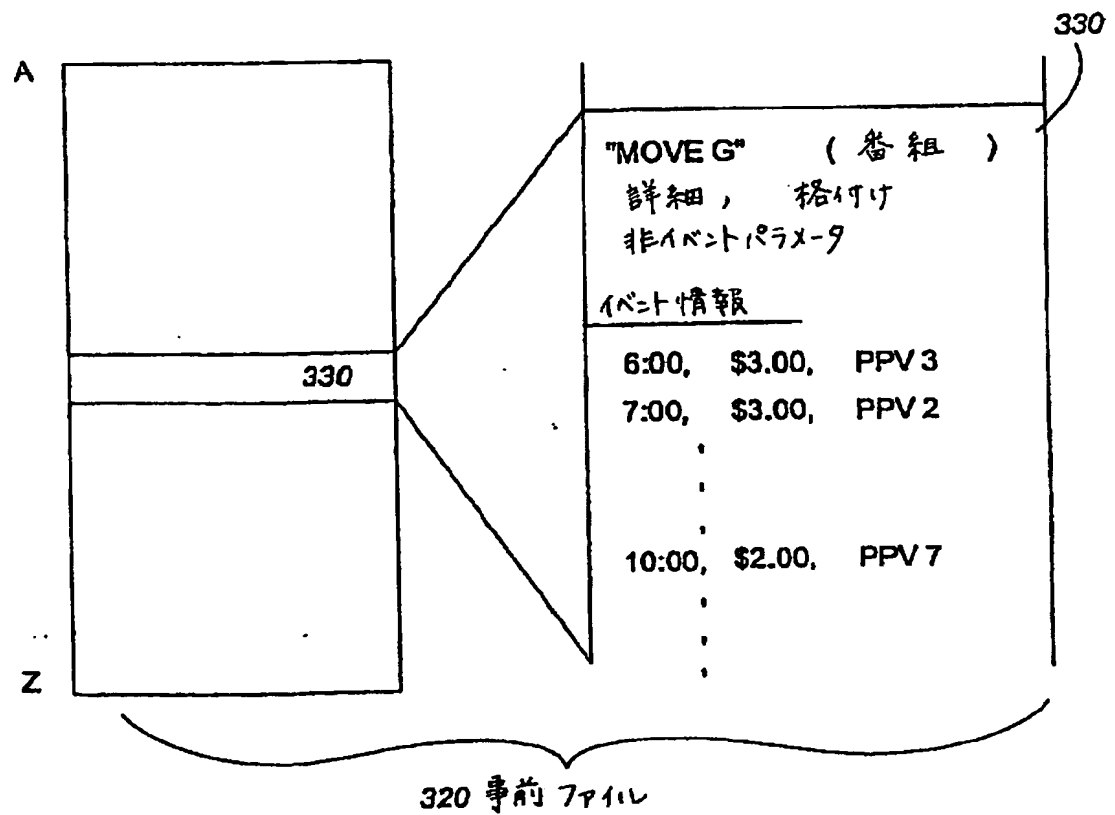 330
A
"MOVE G" ( 番組 )
詳細, 格付け
非イベントパラメータ
イベント情報
330
6:00, $3.00, PPV 3
7:00, $3.00, PPV 2
10:00, $2.00, PPV 7
Z
320 事前ファイル